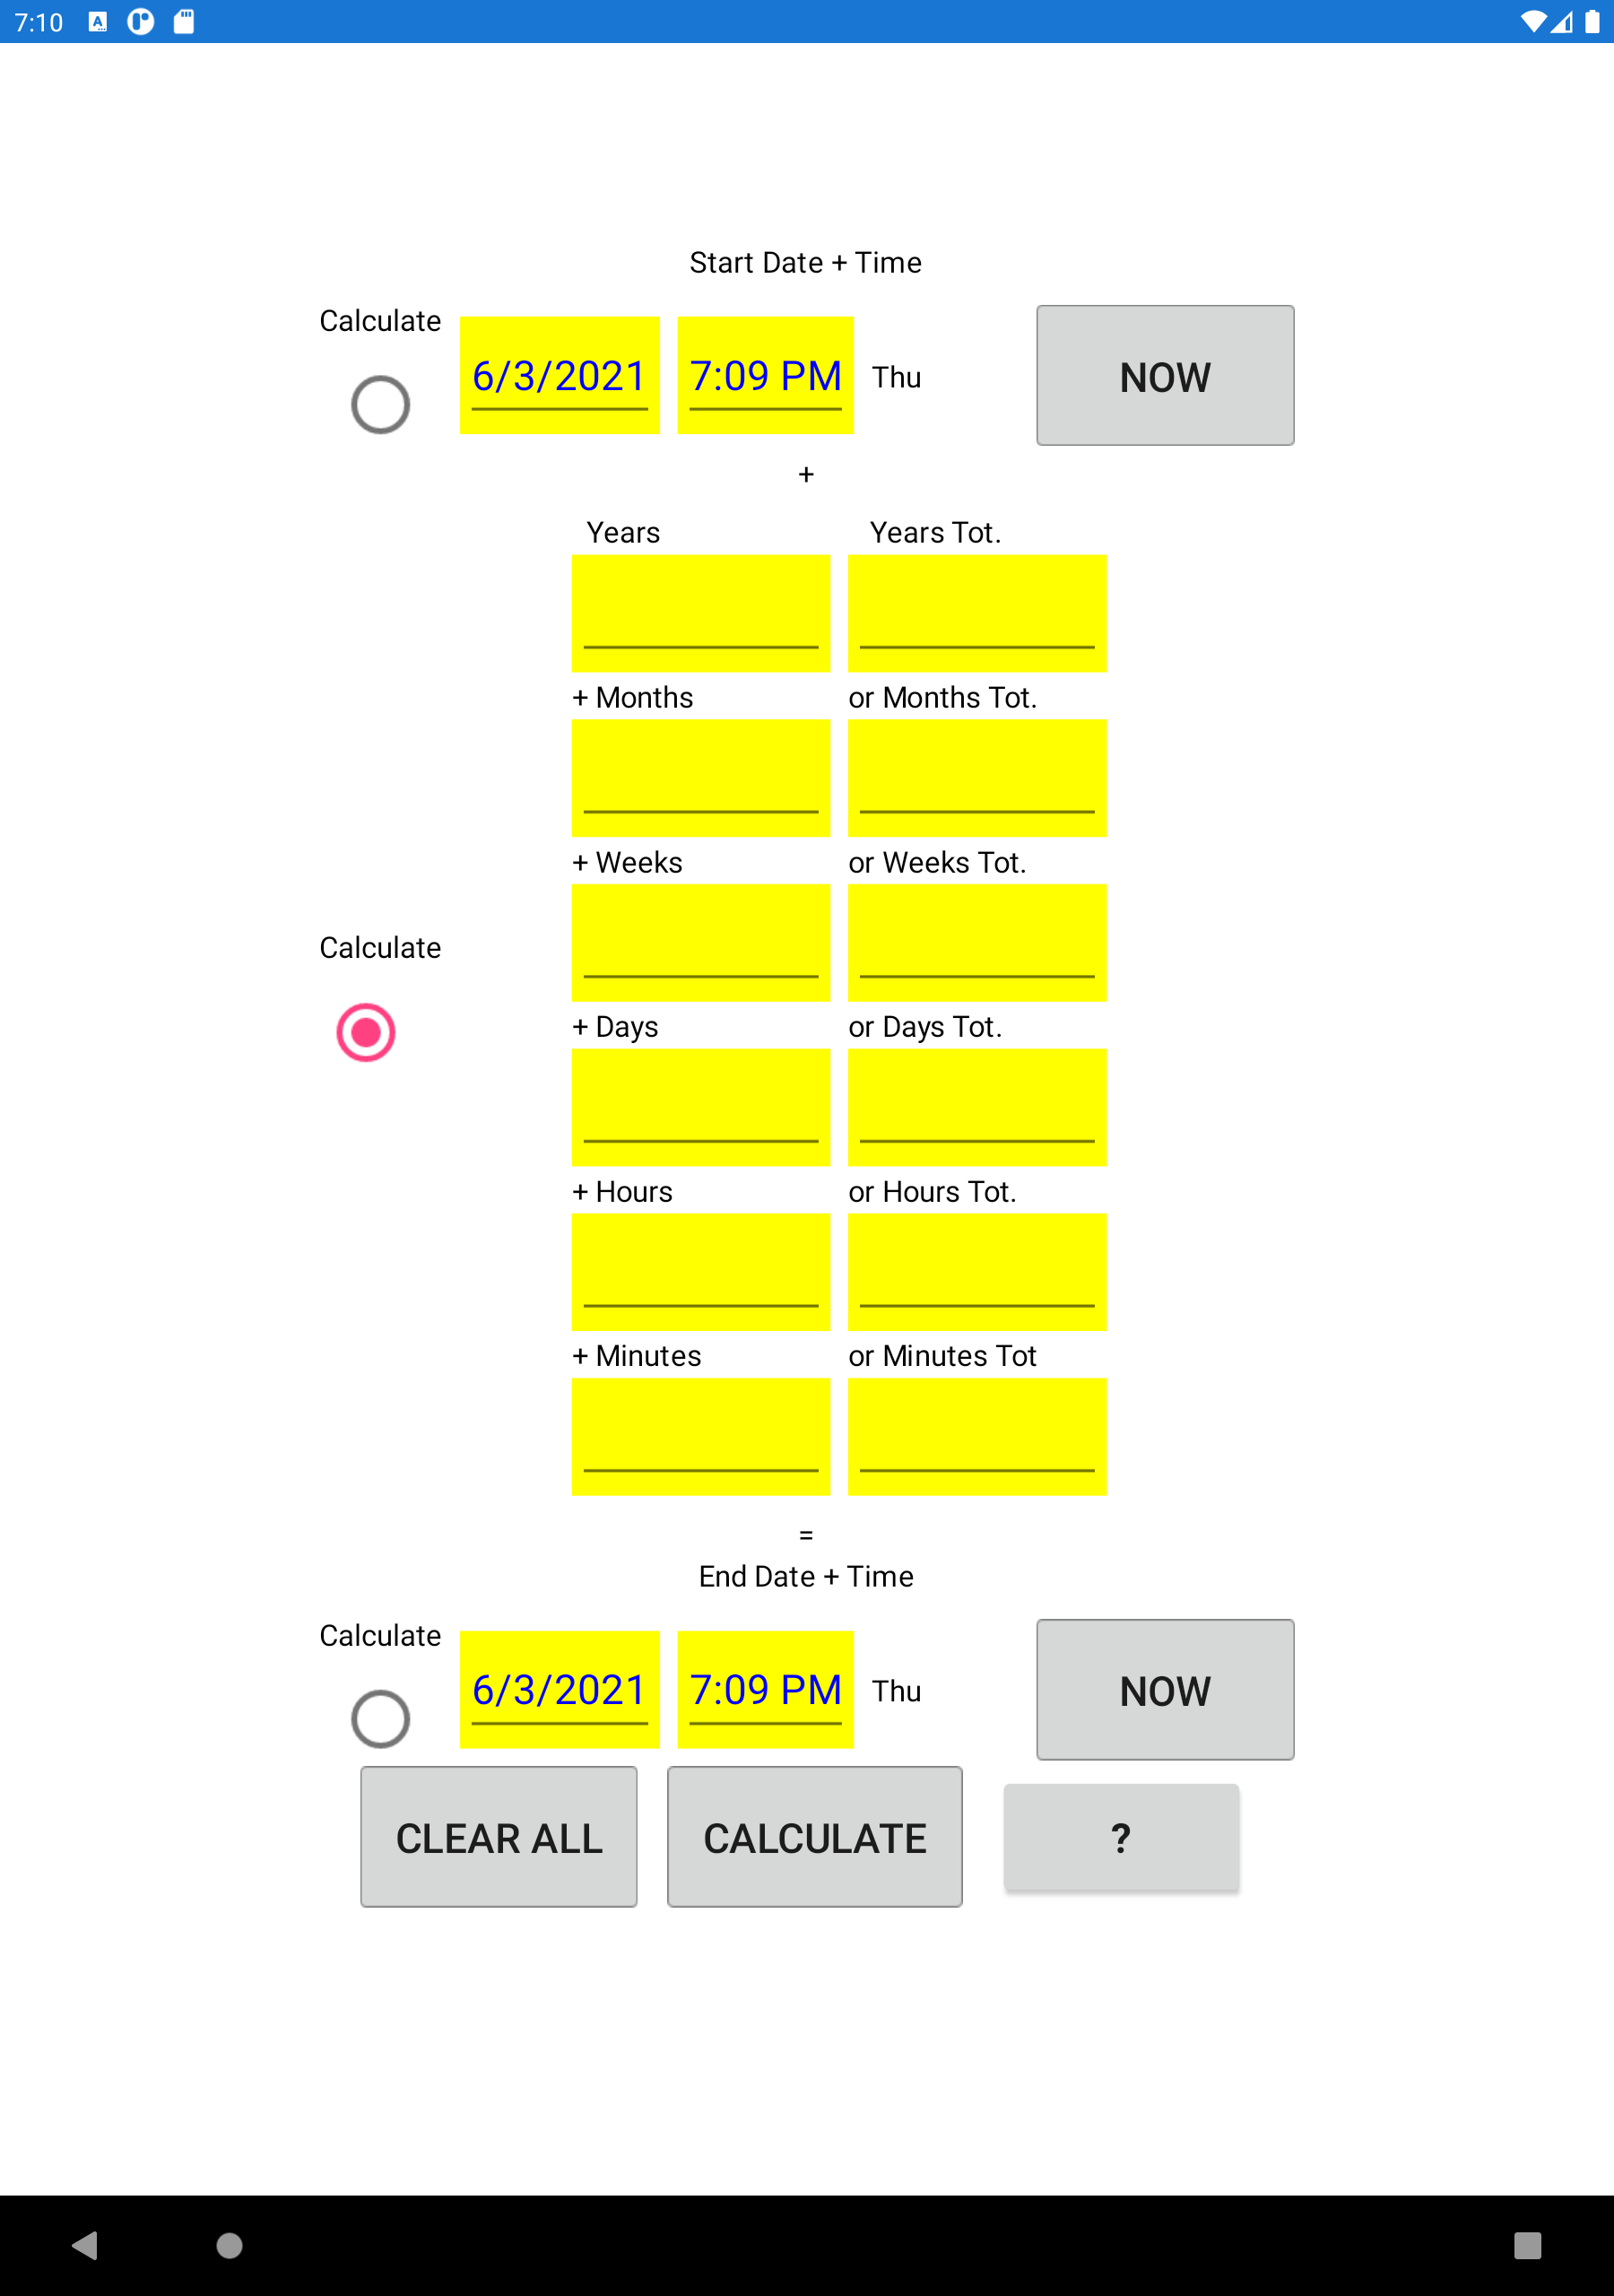 7:10
Start Date + Time
Calculate
6/3/2021 7:09 PM Thu NOW
+
Years Years Tot.
+ Months or Months Tot.
+ Weeks or Weeks Tot.
Calculate
+ Days or Days Tot.
+ Hours or Hours Tot.
+ Minutes or Minutes Tot
=
End Date + Time
Calculate
6/3/2021 7:09 PM Thu NOW
CLEAR ALL CALCULATE ?